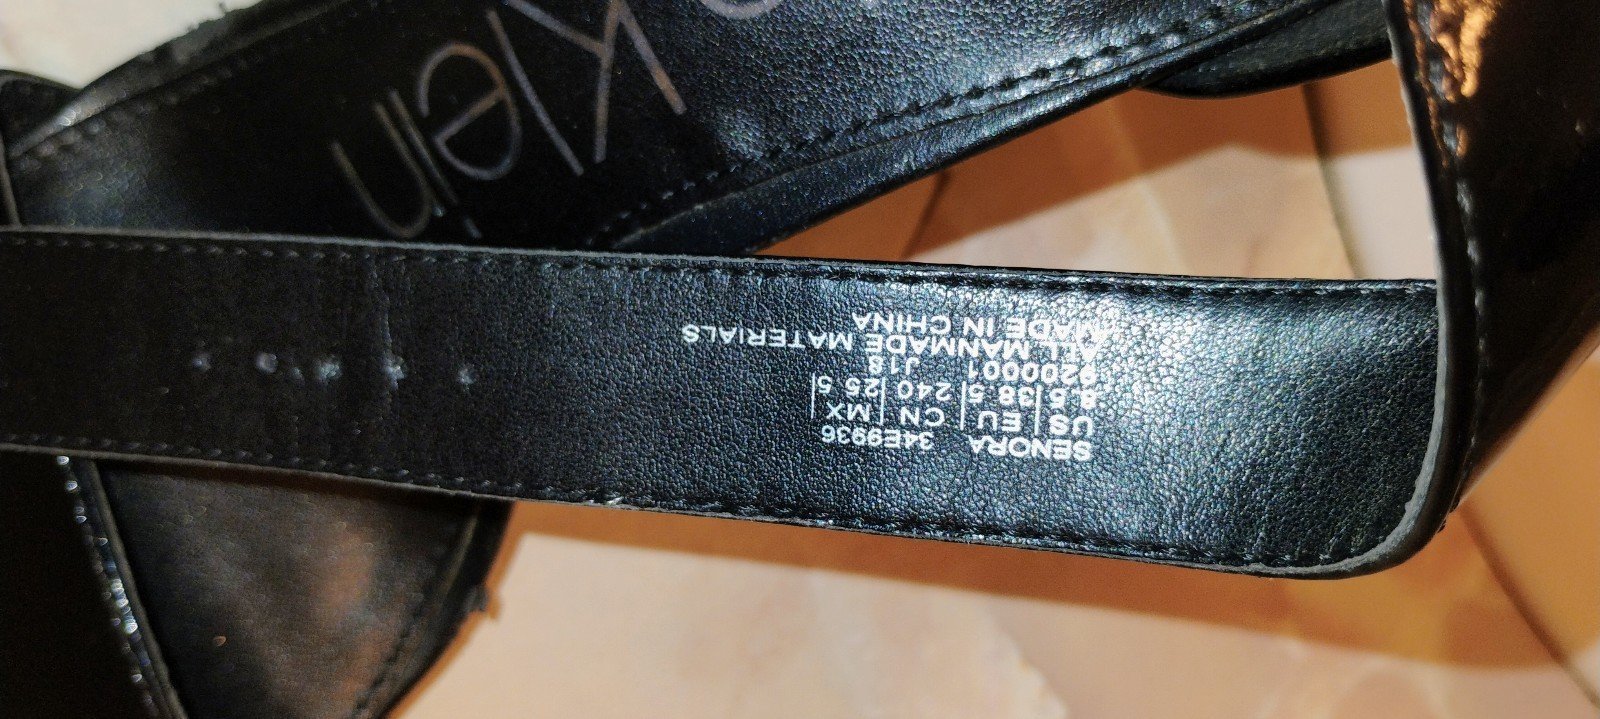 Klein
SENORA
34E9936
US| EU| CN| MX|
8.5|38.5|240|25.5|
9200001 J18
ALL MANMADE MATERIALS
MADE IN CHINA